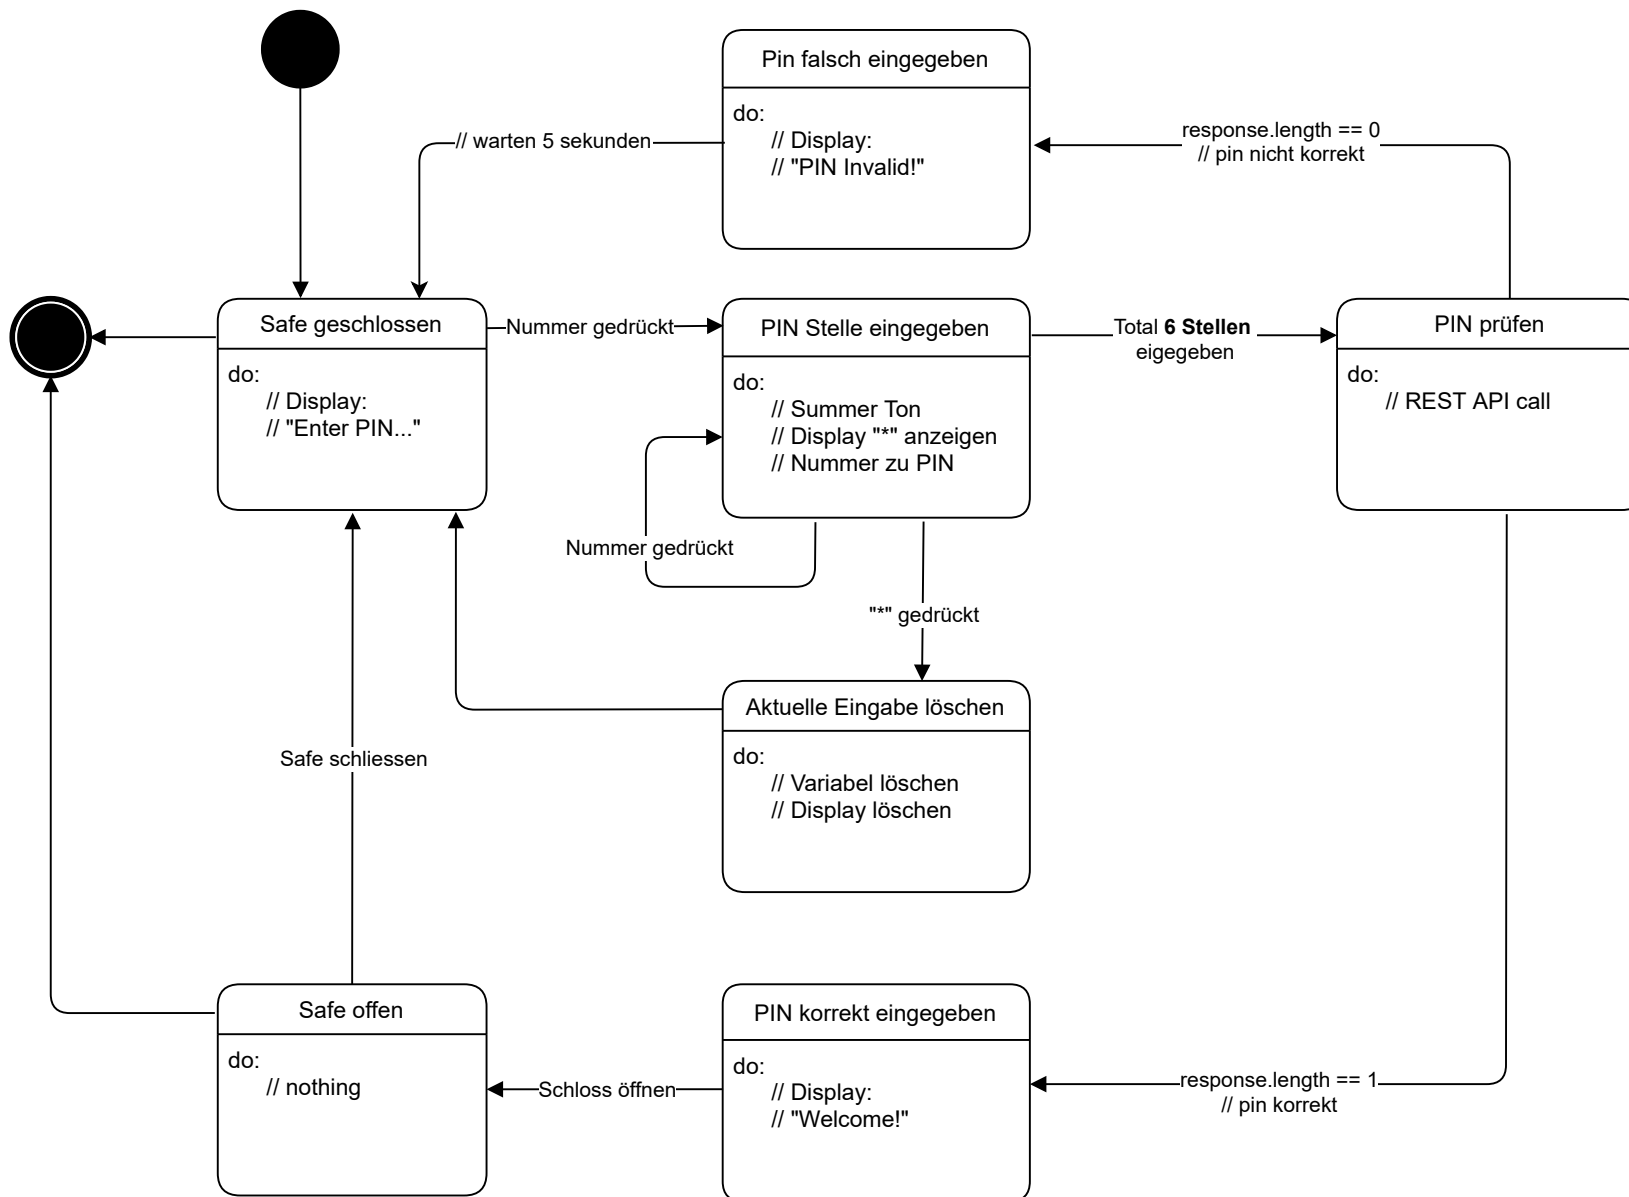 Pin falsch eingegeben
do:
// Display:
// "PIN Invalid!"
// warten 5 sekunden
response.length == 0
// pin nicht korrekt
Safe geschlossen
do:
// Display:
// "Enter PIN..."
Nummer gedrückt
PIN Stelle eingegeben
do:
// Summer Ton
// Display "*" anzeigen
// Nummer zu PIN
Total 6 Stellen
eigegeben
PIN prüfen
do:
// REST API call
Nummer gedrückt
"*" gedrückt
Aktuelle Eingabe löschen
do:
// Variabel löschen
// Display löschen
Safe schliessen
Safe offen
do:
// nothing
Schloss öffnen
PIN korrekt eingegeben
do:
// Display:
// "Welcome!"
response.length == 1
// pin korrekt